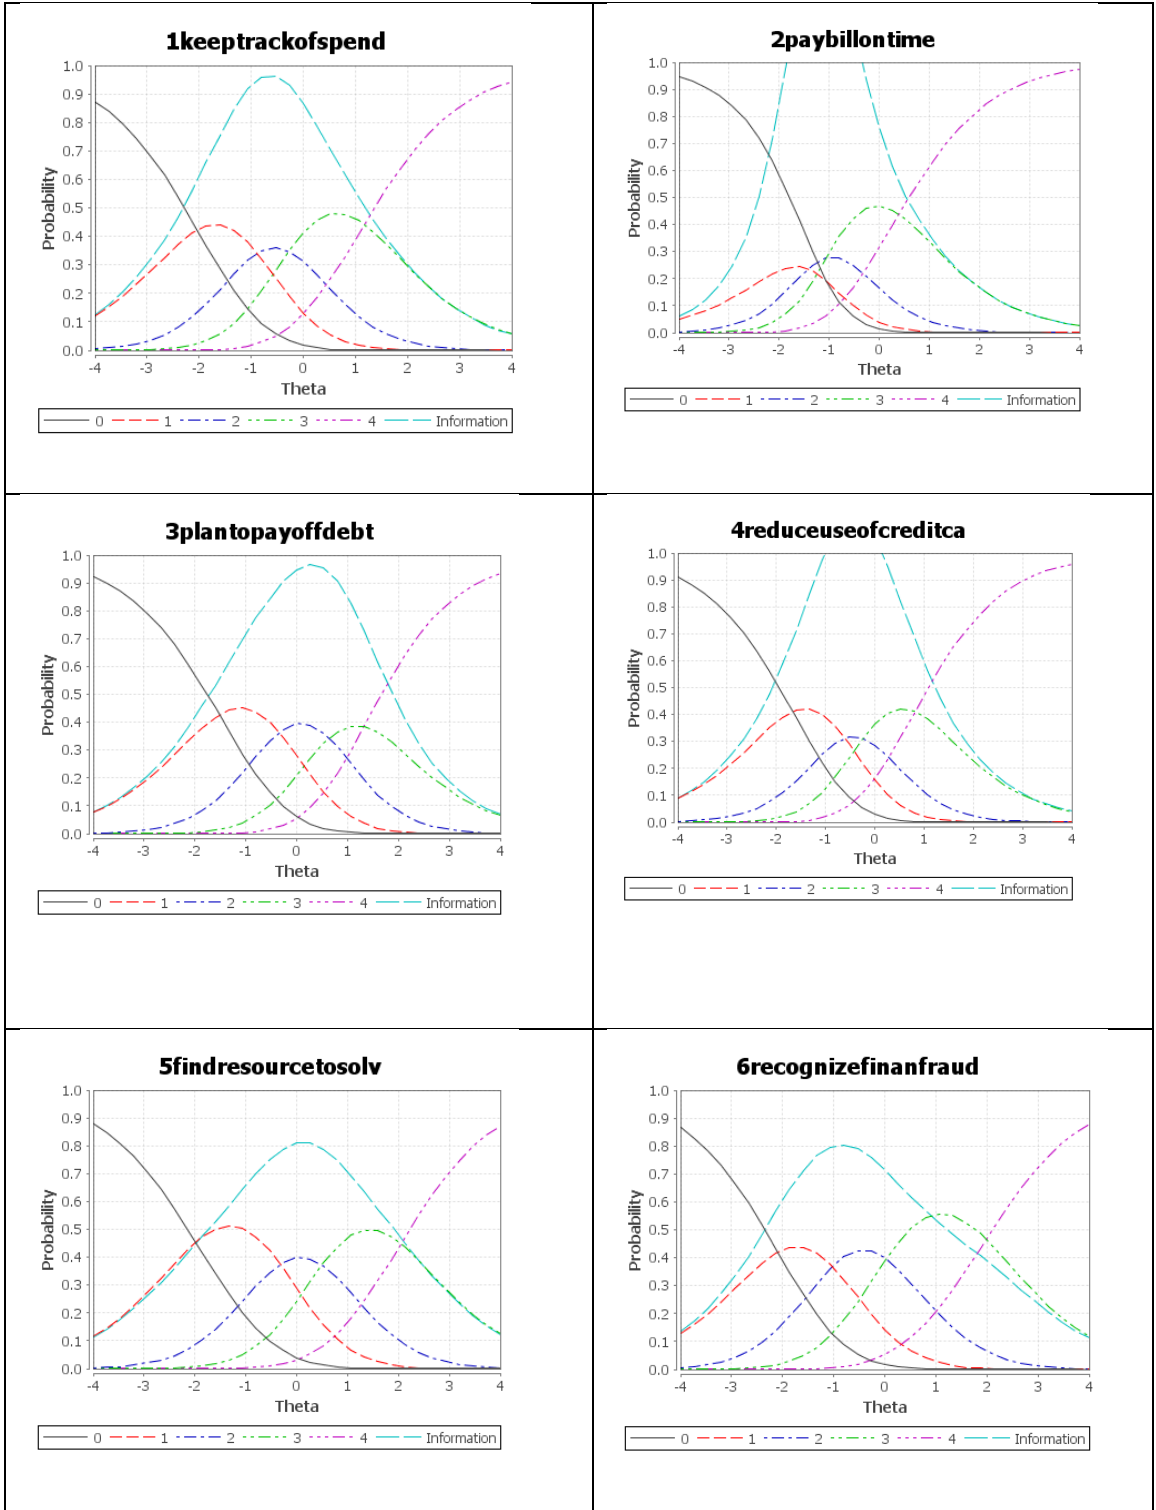 1keeptrackofspend
1.0
0.9
0.8
0.7
0.6
0.5
0.4
0.3
0.2
0.1
0.0
Probability
-4 -3 -2 -1 0 1 2 3 4
Theta
0 1 2 3 4 Information
2paybillontime
1.0
0.9
0.8
0.7
0.6
0.5
0.4
0.3
0.2
0.1
0.0
Probability
-4 -3 -2 -1 0 1 2 3 4
Theta
0 1 2 3 4 Information
3plantopayoffdebt
1.0
0.9
0.8
0.7
0.6
0.5
0.4
0.3
0.2
0.1
0.0
Probability
-4 -3 -2 -1 0 1 2 3 4
Theta
0 1 2 3 4 Information
4reduceuseofcreditca
1.0
0.9
0.8
0.7
0.6
0.5
0.4
0.3
0.2
0.1
0.0
Probability
-4 -3 -2 -1 0 1 2 3 4
Theta
0 1 2 3 4 Information
5findresourcetosolv
1.0
0.9
0.8
0.7
0.6
0.5
0.4
0.3
0.2
0.1
0.0
Probability
-4 -3 -2 -1 0 1 2 3 4
Theta
0 1 2 3 4 Information
6recognizefinanfraud
1.0
0.9
0.8
0.7
0.6
0.5
0.4
0.3
0.2
0.1
0.0
Probability
-4 -3 -2 -1 0 1 2 3 4
Theta
0 1 2 3 4 Information